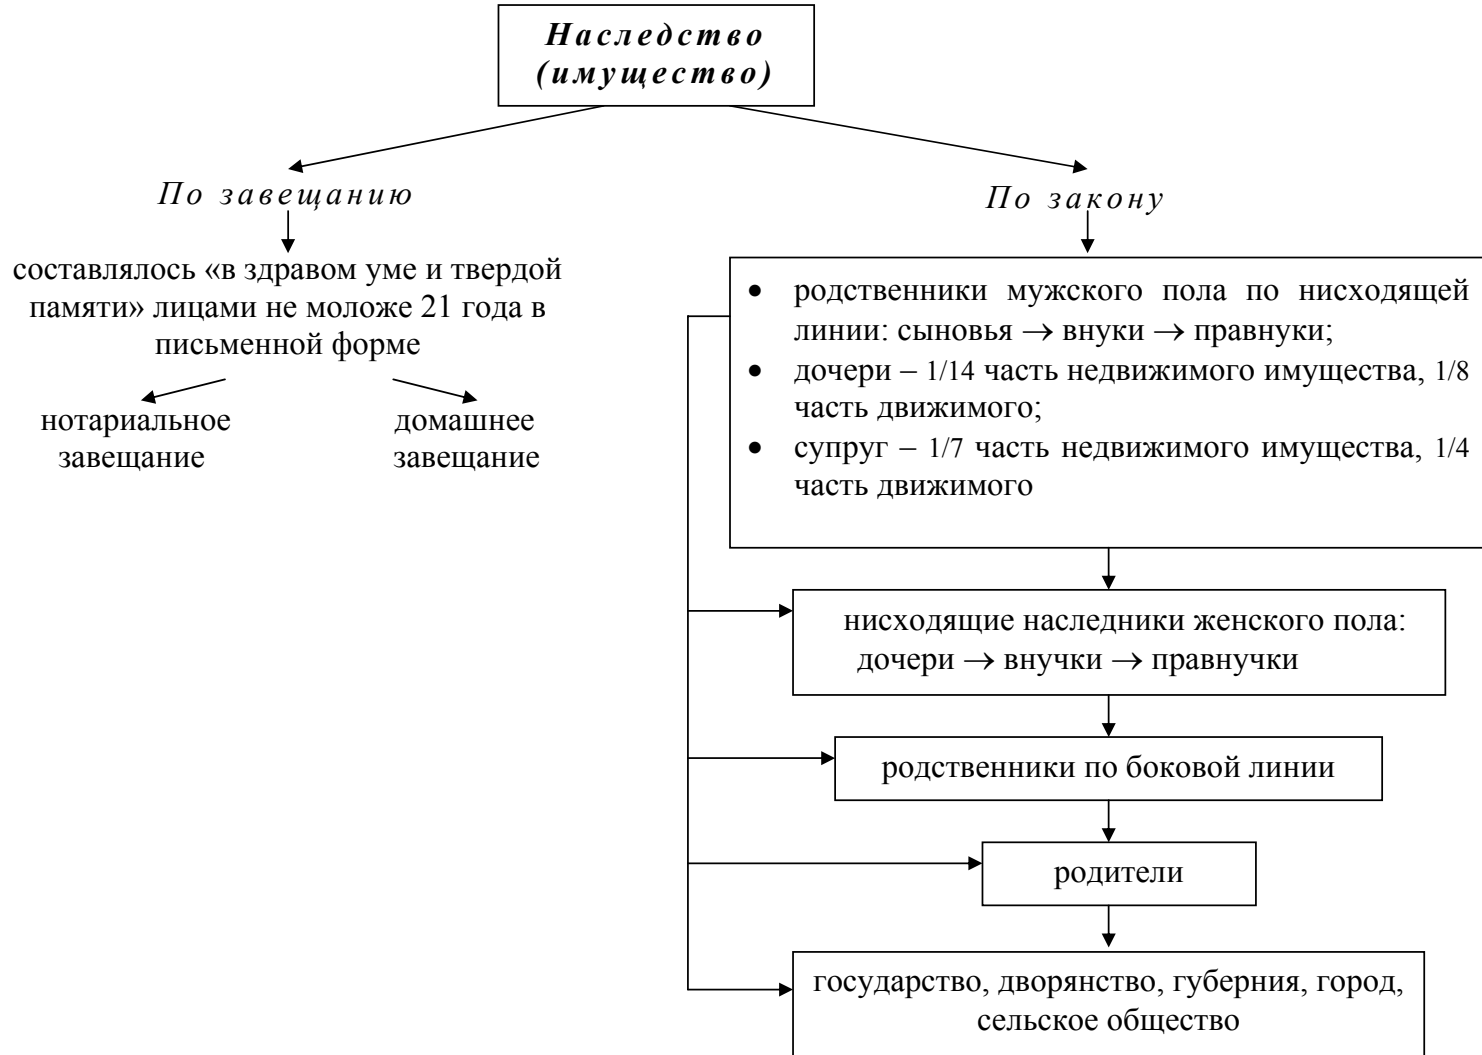 Наследство
(имущество)
По завещанию
составлялось «в здравом уме и твердой
памяти» лицами не моложе 21 года в
письменной форме
нотариальное
завещание
домашнее
завещание
По закону
• родственники мужского пола по нисходящей
линии: сыновья → внуки → правнуки;
• дочери – 1/14 часть недвижимого имущества, 1/8
часть движимого;
• супруг – 1/7 часть недвижимого имущества, 1/4
часть движимого
нисходящие наследники женского пола:
дочери → внучки → правнучки
родственники по боковой линии
родители
государство, дворянство, губерния, город,
сельское общество